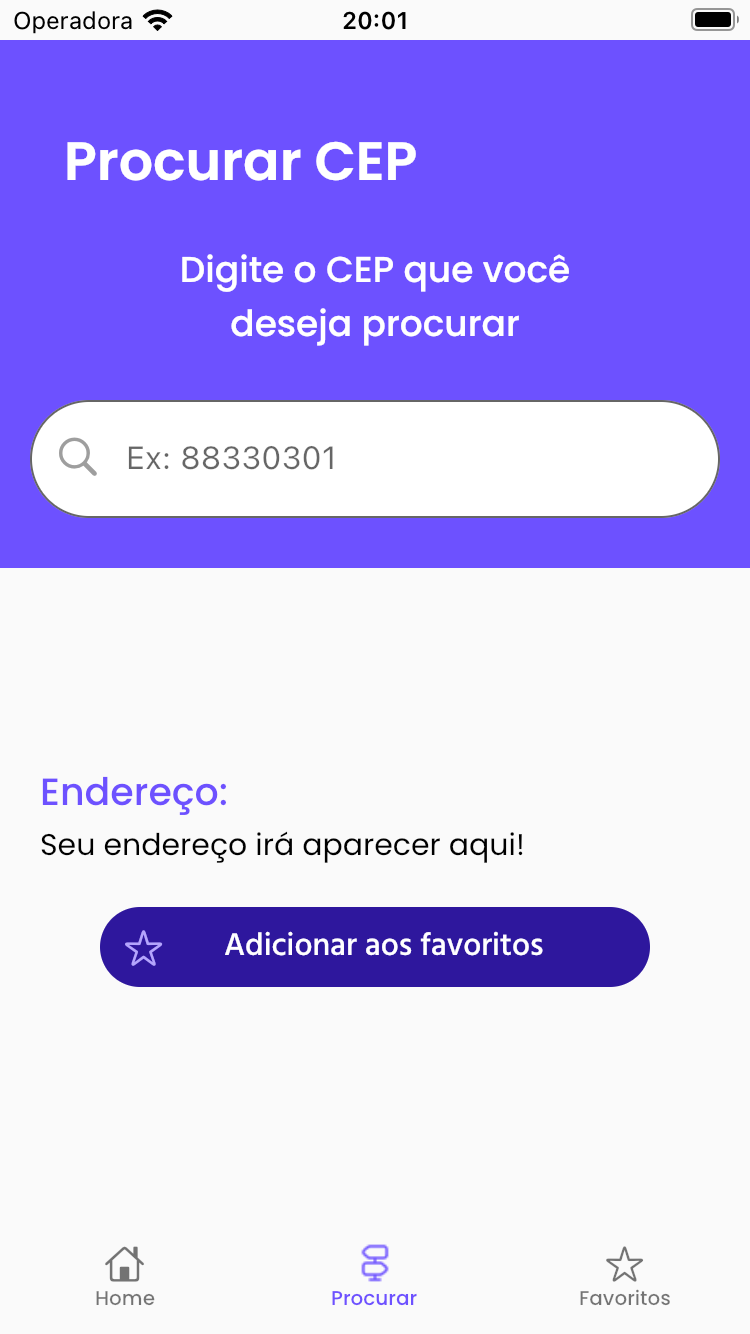 Operadora 20:01
Procurar CEP
Digite o CEP que você
deseja procurar
Ex: 88330301
Endereço:
Seu endereço irá aparecer aqui!
Adicionar aos favoritos
Home Procurar Favoritos